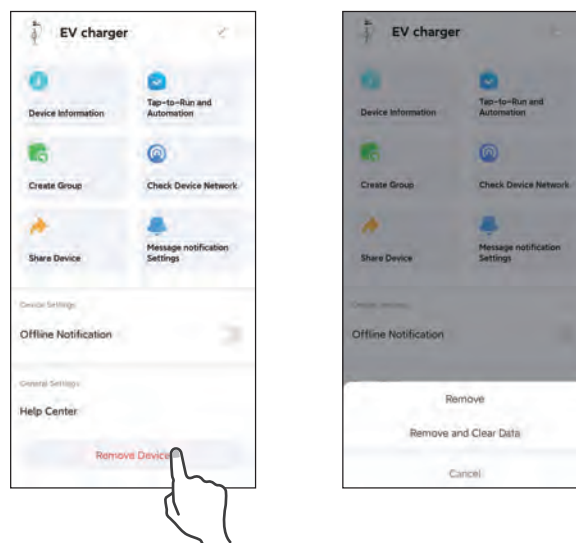 EV charger
Device Information
Tap-to-Run and
Automation
Create Group
Check Device Network
Share Device
Message notification
Settings
Device Settings
Offline Notification
General Settings
Help Center
Remove Device
EV charger
Device Information
Tap-to-Run and
Automation
Create Group
Check Device Network
Share Device
Message notification
Settings
Device Settings
Offline Notification
Remove
Remove and Clear Data
Cancel